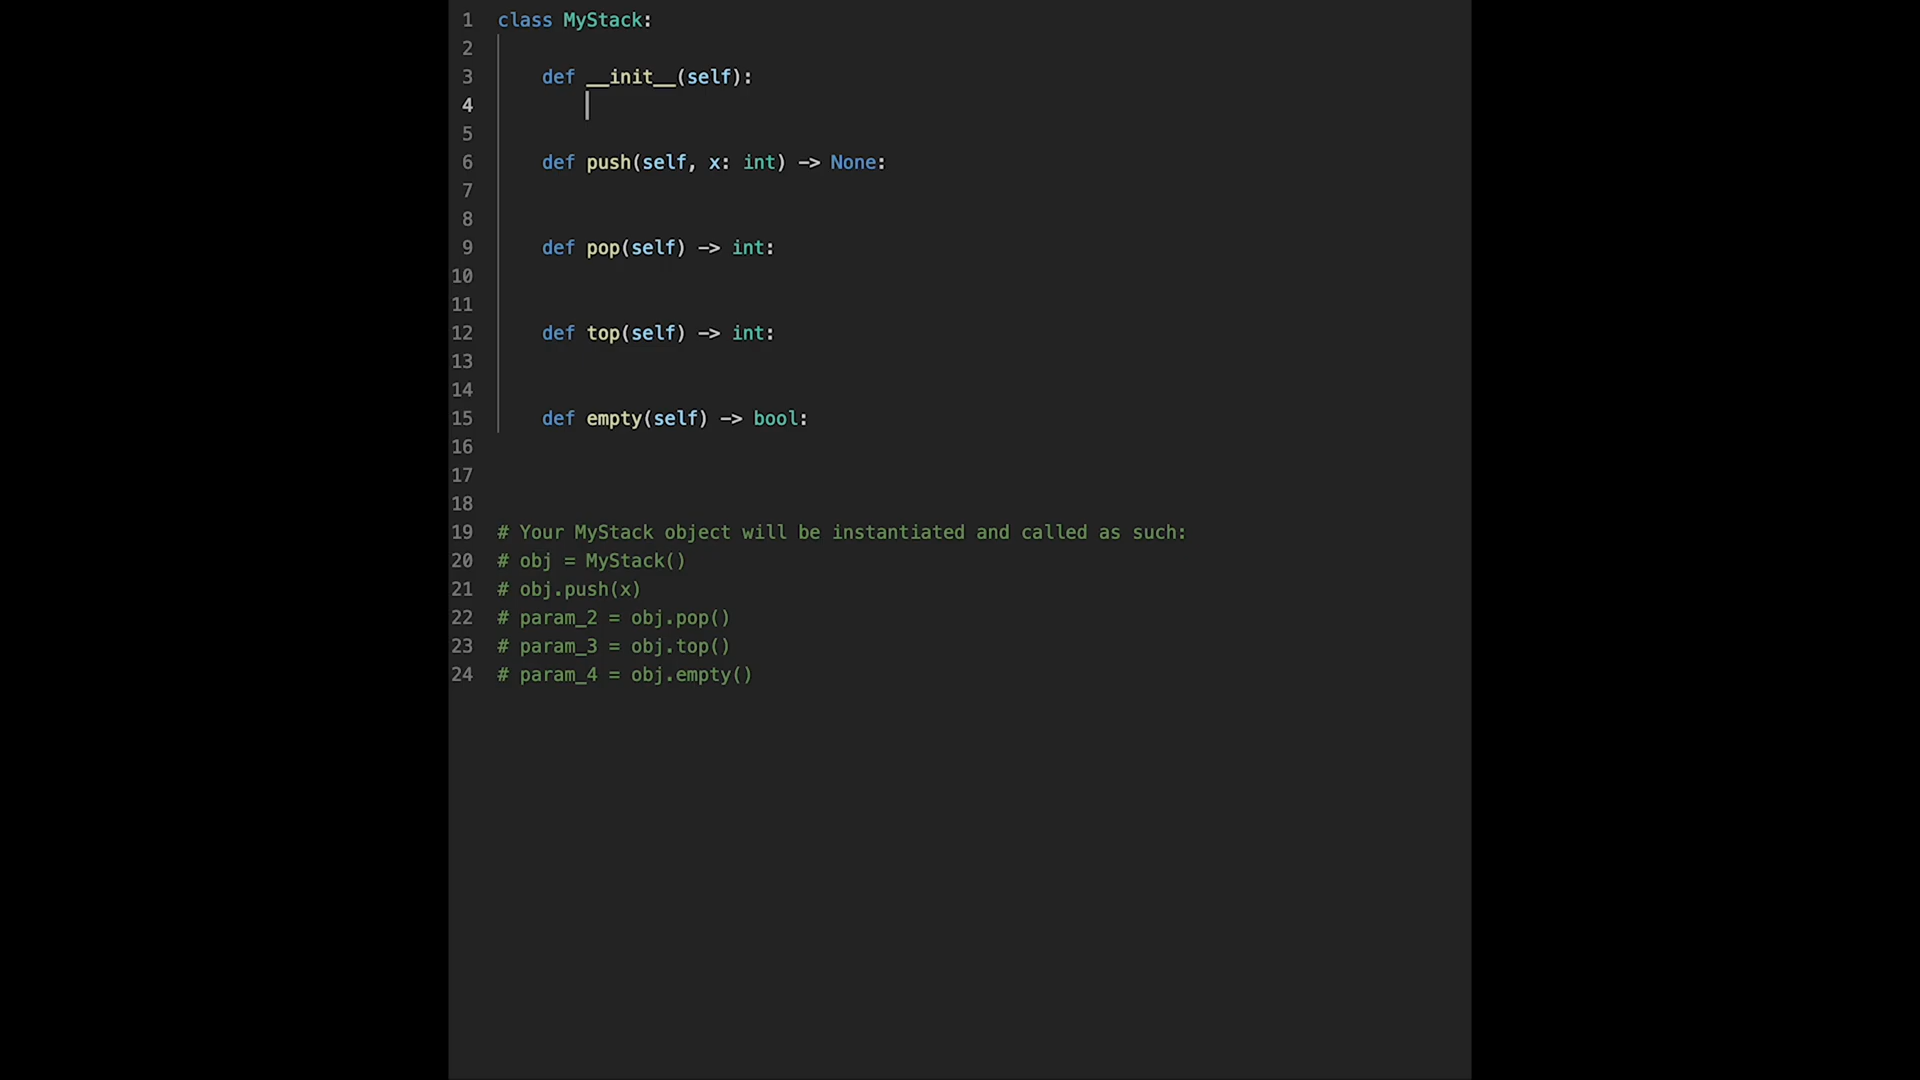 1 class MyStack:
2
3 def __init__(self):
4
5
6 def push(self, x: int) -> None:
7
8
9 def pop(self) -> int:
10
11
12 def top(self) -> int:
13
14
15 def empty(self) -> bool:
16
17
18
19 # Your MyStack object will be instantiated and called as such:
20 # obj = MyStack()
21 # obj.push(x)
22 # param_2 = obj.pop()
23 # param_3 = obj.top()
24 # param_4 = obj.empty()